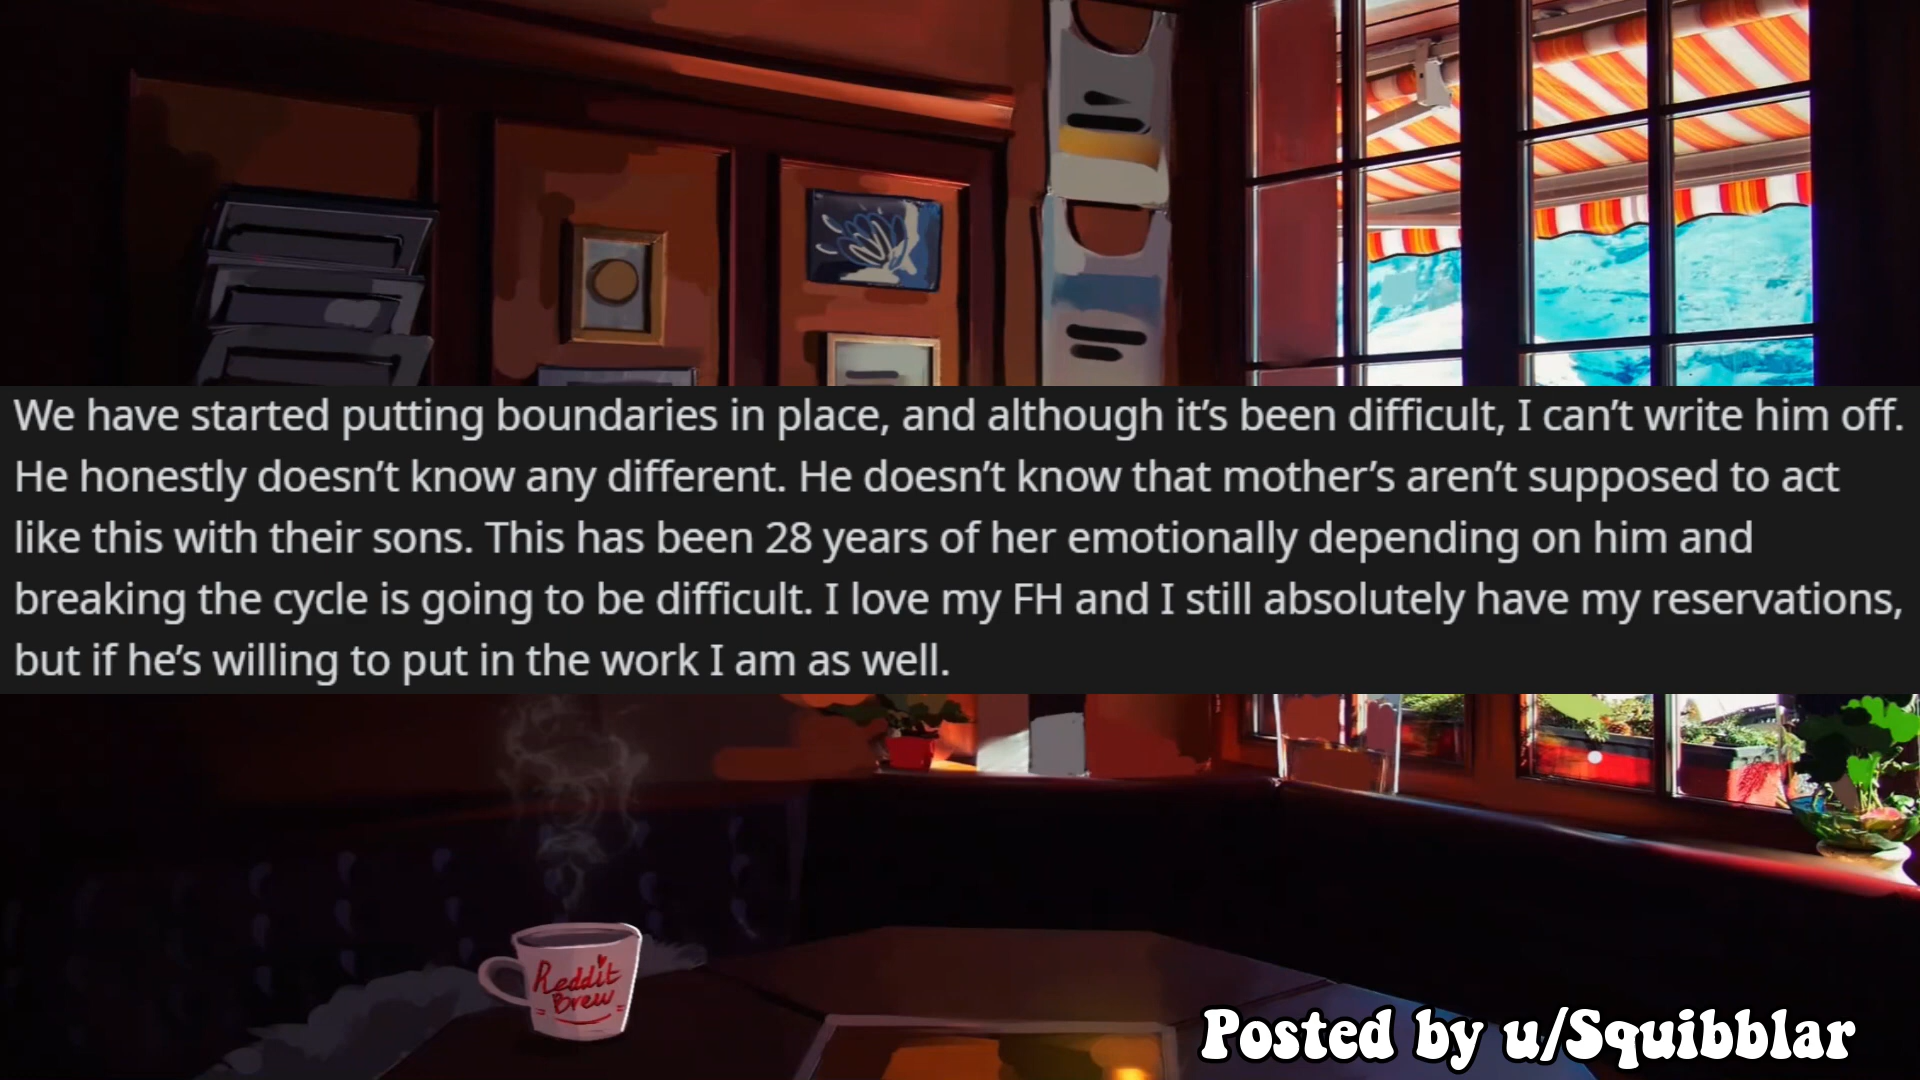 We have started putting boundaries in place, and although it’s been difficult, I can’t write him off.
He honestly doesn’t know any different. He doesn’t know that mother’s aren’t supposed to act
like this with their sons. This has been 28 years of her emotionally depending on him and
breaking the cycle is going to be difficult. I love my FH and I still absolutely have my reservations,
but if he’s willing to put in the work I am as well.
Reddit
Brew
Posted by u/Squibblar